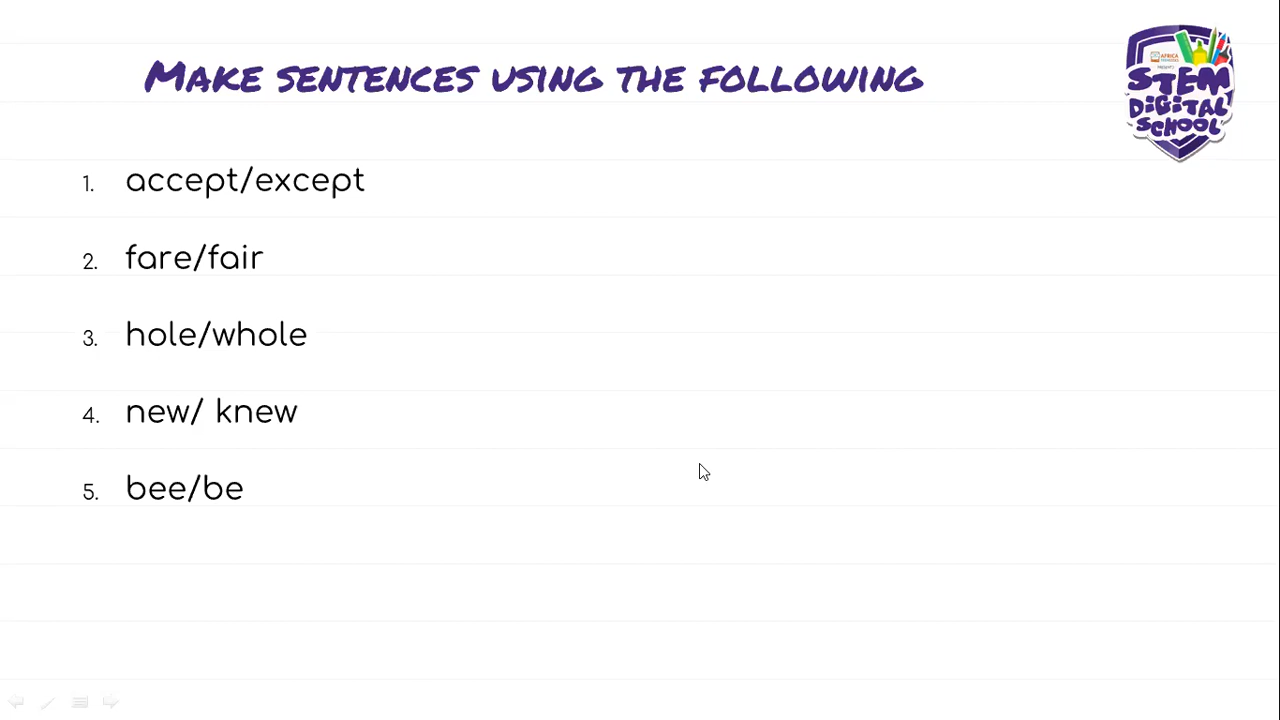 Make sentences using the following
AFRICA
STEM
DIGITAL
SCHOOL
1. accept/except
2. fare/fair
3. hole/whole
4. new/ knew
5. bee/be